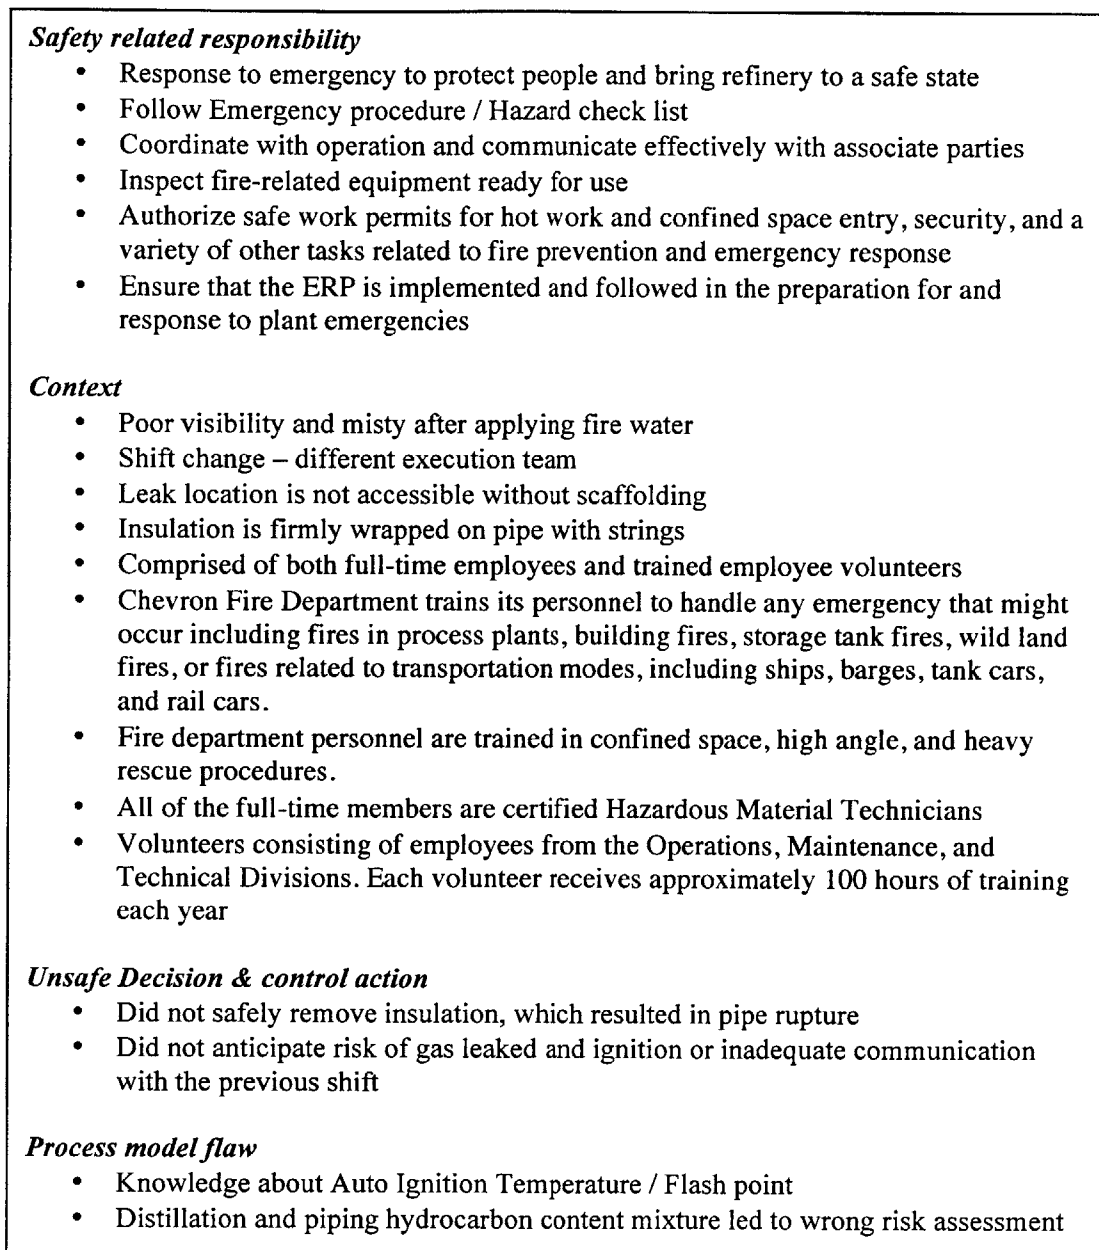 Safety related responsibility
• Response to emergency to protect people and bring refinery to a safe state
• Follow Emergency procedure / Hazard check list
• Coordinate with operation and communicate effectively with associate parties
• Inspect fire-related equipment ready for use
• Authorize safe work permits for hot work and confined space entry, security, and a
variety of other tasks related to fire prevention and emergency response
• Ensure that the ERP is implemented and followed in the preparation for and
response to plant emergencies
Context
• Poor visibility and misty after applying fire water
• Shift change – different execution team
• Leak location is not accessible without scaffolding
• Insulation is firmly wrapped on pipe with strings
• Comprised of both full-time employees and trained employee volunteers
• Chevron Fire Department trains its personnel to handle any emergency that might
occur including fires in process plants, building fires, storage tank fires, wild land
fires, or fires related to transportation modes, including ships, barges, tank cars,
and rail cars.
• Fire department personnel are trained in confined space, high angle, and heavy
rescue procedures.
• All of the full-time members are certified Hazardous Material Technicians
• Volunteers consisting of employees from the Operations, Maintenance, and
Technical Divisions. Each volunteer receives approximately 100 hours of training
each year
Unsafe Decision & control action
• Did not safely remove insulation, which resulted in pipe rupture
• Did not anticipate risk of gas leaked and ignition or inadequate communication
with the previous shift
Process model flaw
• Knowledge about Auto Ignition Temperature / Flash point
• Distillation and piping hydrocarbon content mixture led to wrong risk assessment